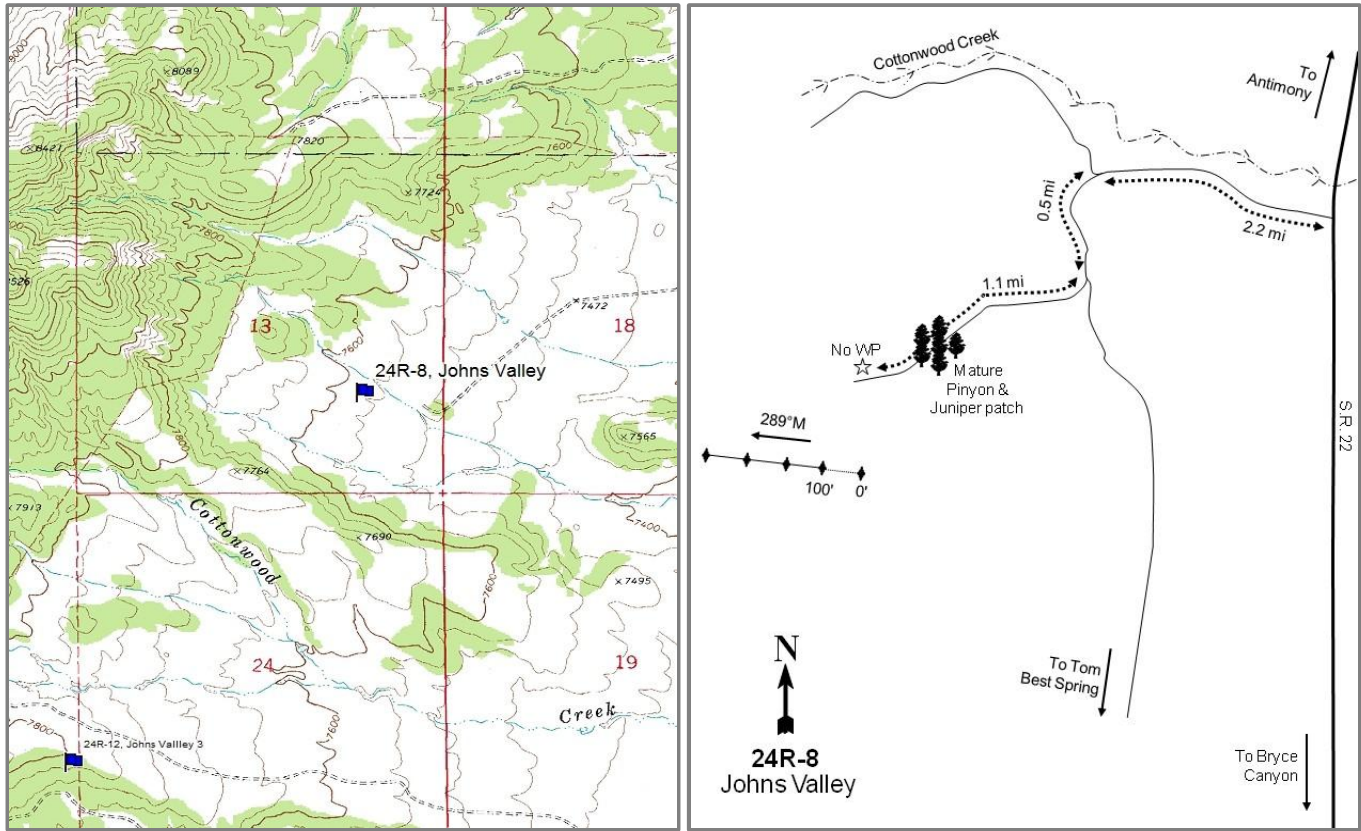 8000
×8089
×8421
7820
1600
×7724
7800
×7472
13
18
7600
24R-8, Johns Valley
7800
×7565
×7764
×7913
7400
Cottonwood
×7690
×7495
7600
24
19
Creek
7600
7800
24R-12, Johns Vallley 3
Cottonwood Creek
To
Antimony
0.5 mi
2.2 mi
1.1 mi
No WP
Mature
Pinyon &
Juniper patch
S.R. 22
289°M
100'
0'
To Tom
Best Spring
N
24R-8
Johns Valley
To Bryce
Canyon